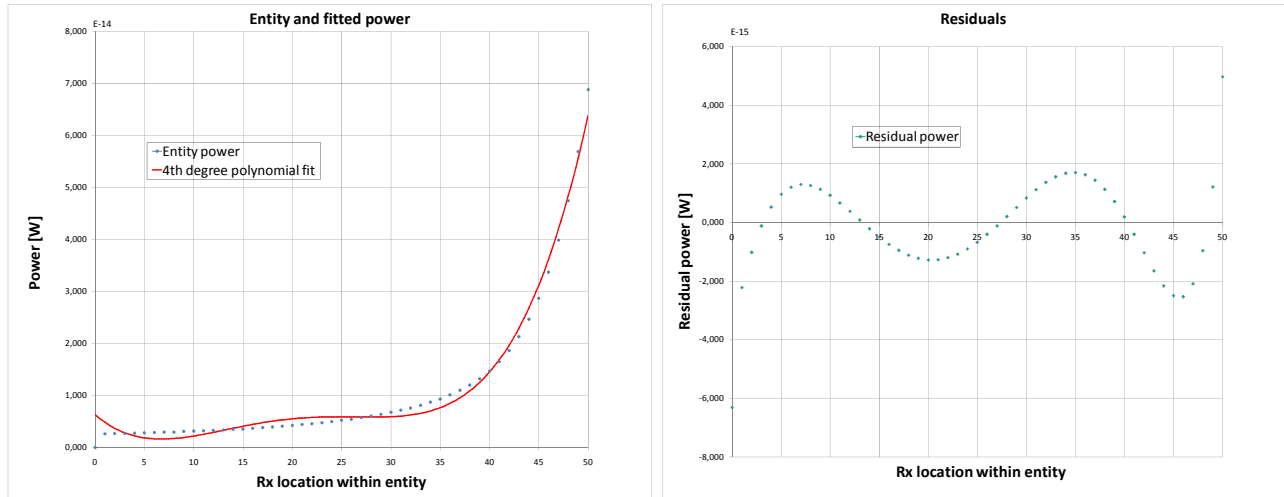 Entity and fitted power
E-14
8,000
7,000
6,000
5,000
4,000
3,000
2,000
1,000
0,000
Power [W]
Entity power
4th degree polynomial fit
0 5 10 15 20 25 30 35 40 45 50
Rx location within entity
Residuals
E-15
6,000
4,000
2,000
0,000
-2,000
-4,000
-6,000
-8,000
Residual power [W]
Residual power
0 5 10 15 20 25 30 35 40 45 50
Rx location within entity